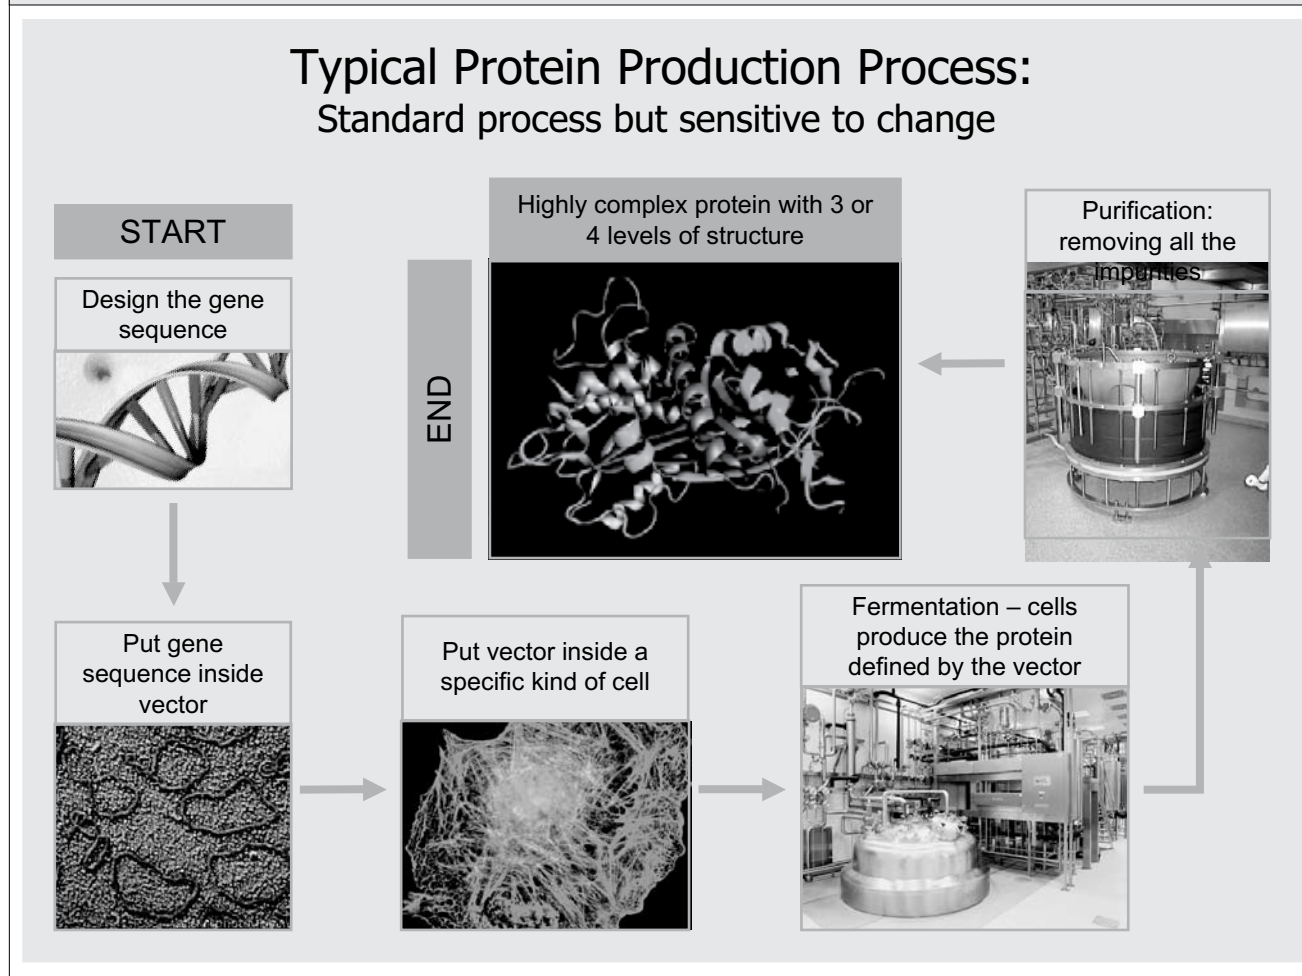 Typical Protein Production Process:
Standard process but sensitive to change
START
Design the gene
sequence
Put gene
sequence inside
vector
Put vector inside a
specific kind of cell
Fermentation – cells
produce the protein
defined by the vector
Purification:
removing all the
impurities
Highly complex protein with 3 or
4 levels of structure
END